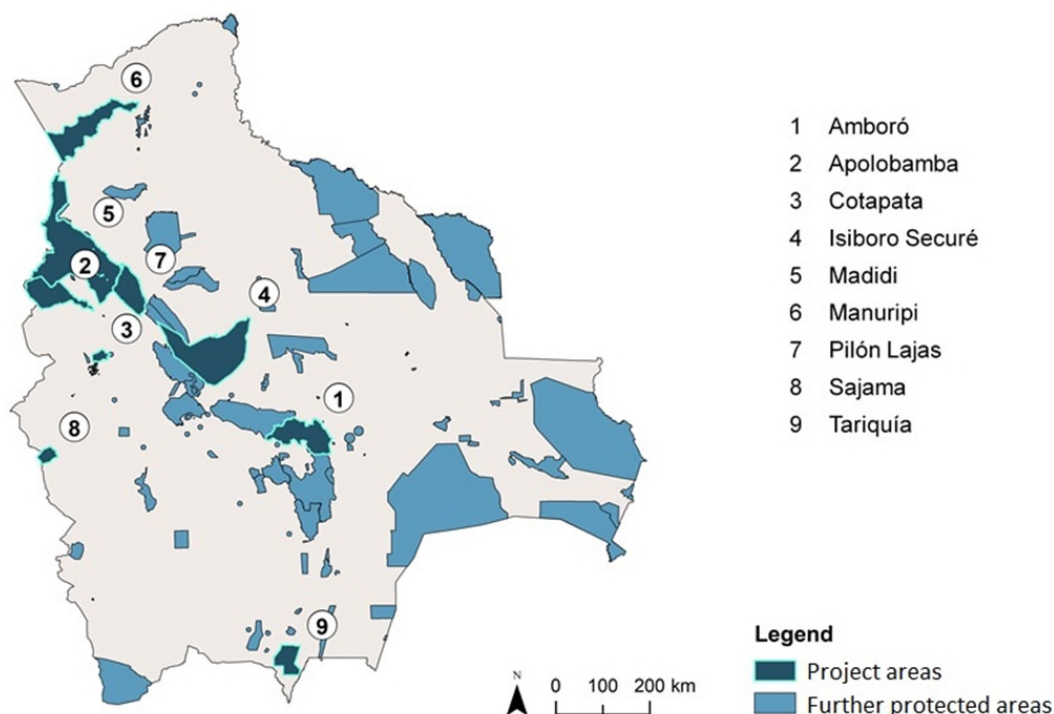 6
5
2
7
4
3
1
8
9
1 Amboró
2 Apolobamba
3 Cotapata
4 Isiboro Securé
5 Madidi
6 Manuripi
7 Pilón Lajas
8 Sajama
9 Tariquía
N
0 100 200 km
Legend
Project areas
Further protected areas